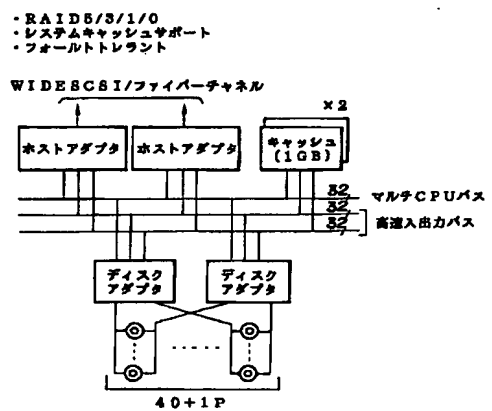 ・RAID5/3/1/0
・システムキャッシュサポート
・フォールトトレラント
WIDESCSI/ファイバーチャネル
×2
ホストアダプタ
ホストアダプタ
キャッシュ
(1GB)
32
マルチCPUバス
32
32
高速入出力バス
ディスク
アダプタ
ディスク
アダプタ
40+1P